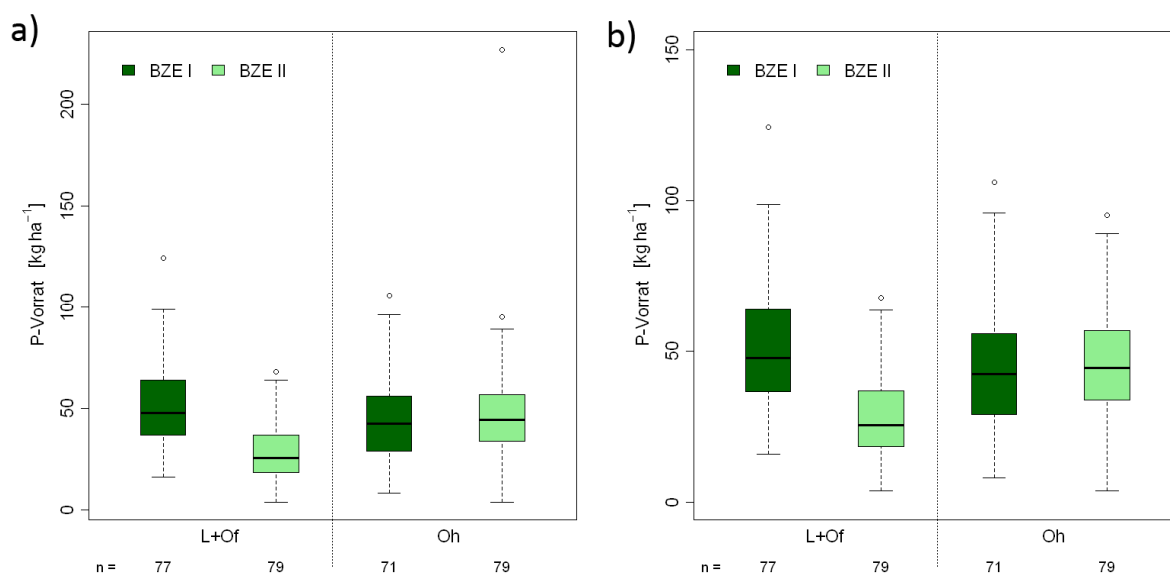 a)
BZE I BZE II
P-Vorrat [kg ha⁻¹]
200
150
100
50
0
L+Of Oh
n = 77 79 71 79
b)
BZE I BZE II
P-Vorrat [kg ha⁻¹]
150
100
50
0
L+Of Oh
n = 77 79 71 79